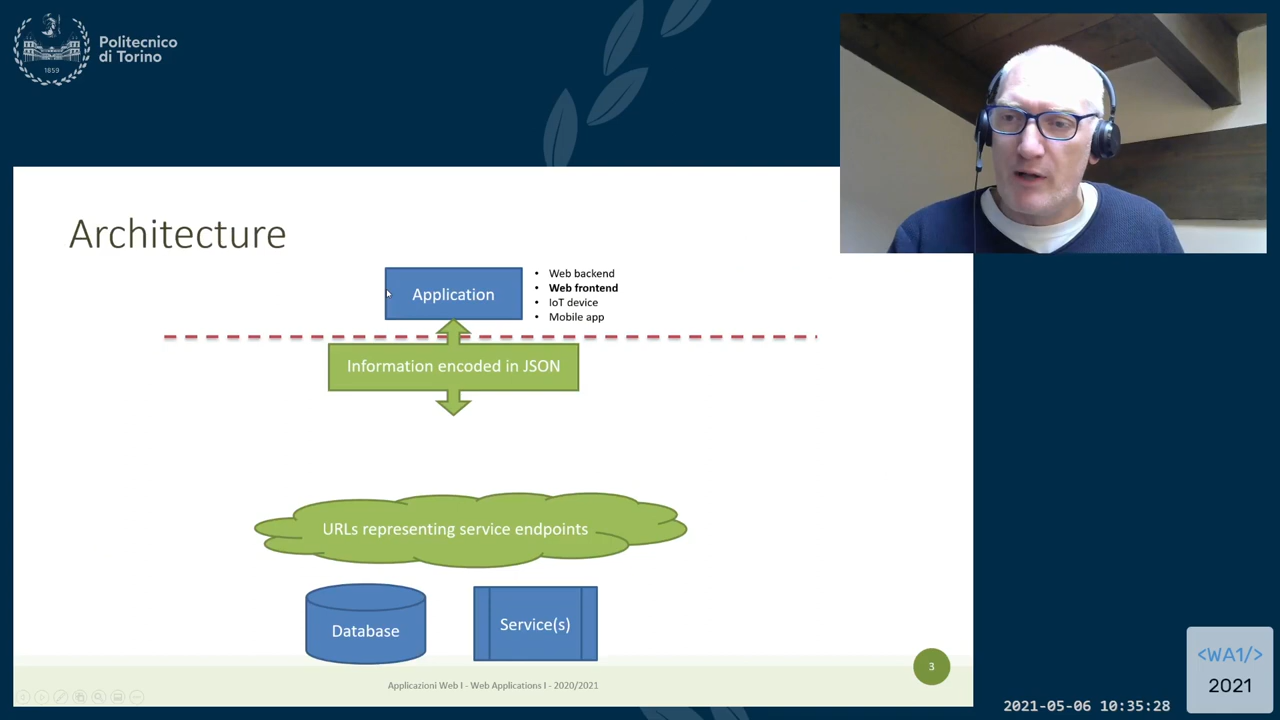 Politecnico
di Torino
1859
Architecture
Application
• Web backend
• Web frontend
• IoT device
• Mobile app
Information encoded in JSON
URLs representing service endpoints
Database
Service(s)
3
Applicazioni Web I - Web Applications I - 2020/2021
<WA1/>
2021
2021-05-06 10:35:28